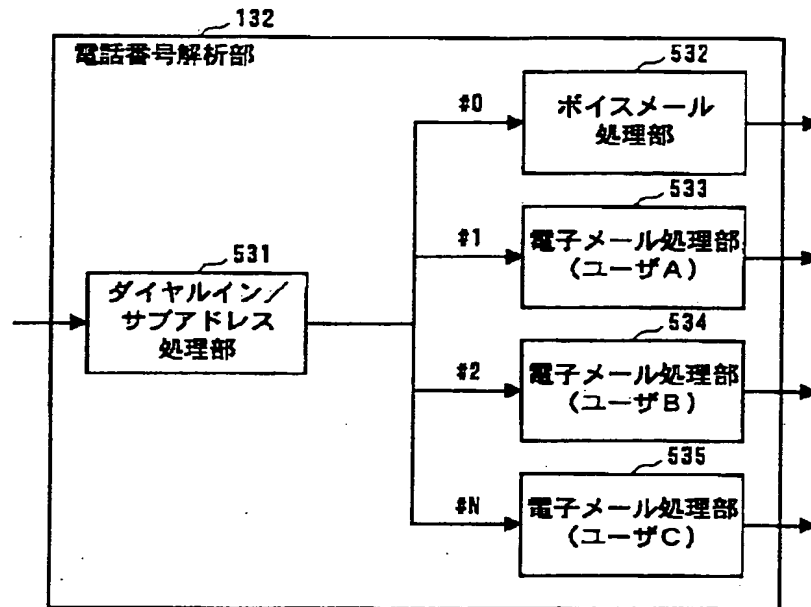 132
電話番号解析部
532
#0
ボイスメール
処理部
533
#1
電子メール処理部
(ユーザA)
531
ダイヤルイン/
サブアドレス
処理部
534
#2
電子メール処理部
(ユーザB)
535
#N
電子メール処理部
(ユーザC)